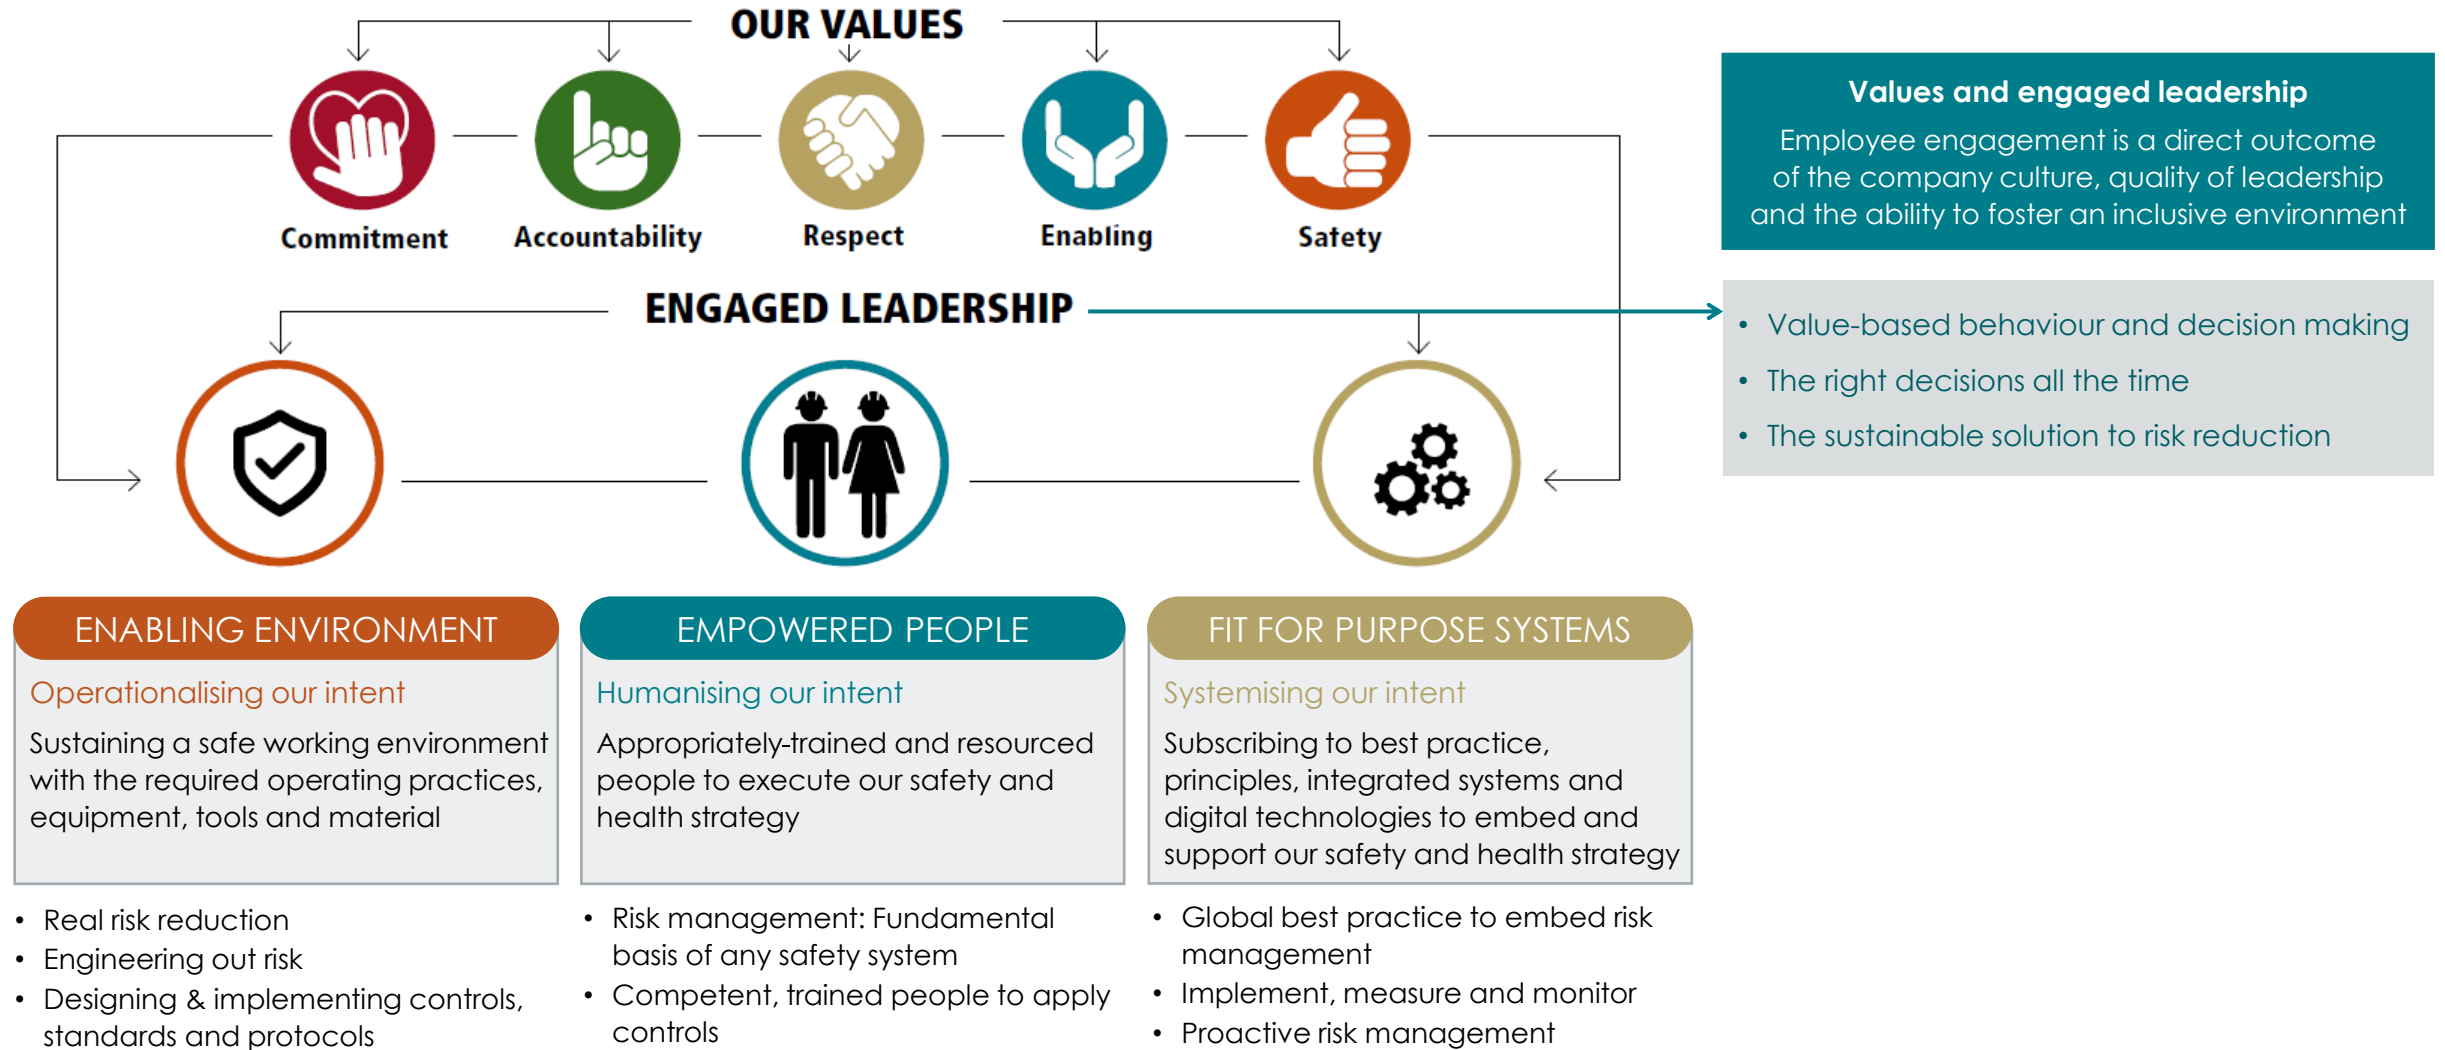 OUR VALUES
Commitment
Accountability
Respect
Enabling
Safety
Values and engaged leadership
Employee engagement is a direct outcome
of the company culture, quality of leadership
and the ability to foster an inclusive environment
ENGAGED LEADERSHIP
• Value-based behaviour and decision making
• The right decisions all the time
• The sustainable solution to risk reduction
ENABLING ENVIRONMENT
Operationalising our intent
Sustaining a safe working environment
with the required operating practices,
equipment, tools and material
• Real risk reduction
• Engineering out risk
• Designing & implementing controls,
standards and protocols
EMPOWERED PEOPLE
Humanising our intent
Appropriately-trained and resourced
people to execute our safety and
health strategy
• Risk management: Fundamental
basis of any safety system
• Competent, trained people to apply
controls
FIT FOR PURPOSE SYSTEMS
Systemising our intent
Subscribing to best practice,
principles, integrated systems and
digital technologies to embed and
support our safety and health strategy
• Global best practice to embed risk
management
• Implement, measure and monitor
• Proactive risk management